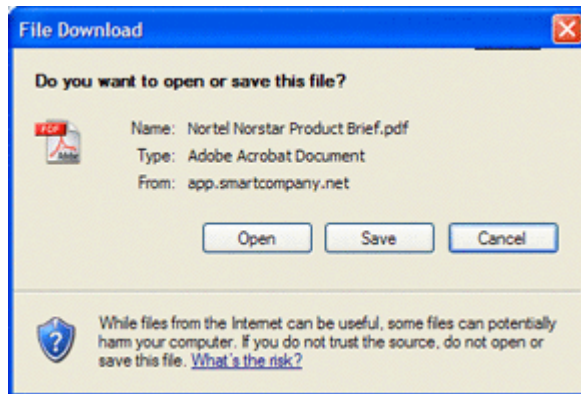 File Download
Do you want to open or save this file?
PDF
Adobe
Name: Nortel Norstar Product Brief.pdf
Type: Adobe Acrobat Document
From: app.smartcompany.net
Open Save Cancel
While files from the Internet can be useful, some files can potentially
harm your computer. If you do not trust the source, do not open or
save this file. What's the risk?